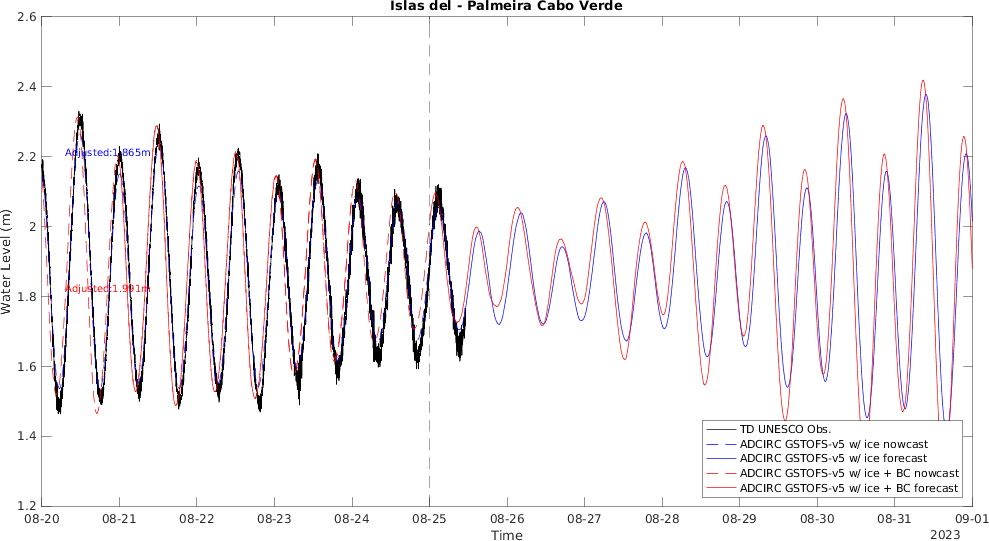 Islas del - Palmeira Cabo Verde
2.6
2.4
2.2
2
1.8
1.6
1.4
1.2
Water Level (m)
Adjusted:1.865m
Adjusted:1.991m
TD UNESCO Obs.
ADCIRC GSTOFS-v5 w/ ice nowcast
ADCIRC GSTOFS-v5 w/ ice forecast
ADCIRC GSTOFS-v5 w/ ice + BC nowcast
ADCIRC GSTOFS-v5 w/ ice + BC forecast
08-20 08-21 08-22 08-23 08-24 08-25 08-26 08-27 08-28 08-29 08-30 08-31 09-01
Time
2023